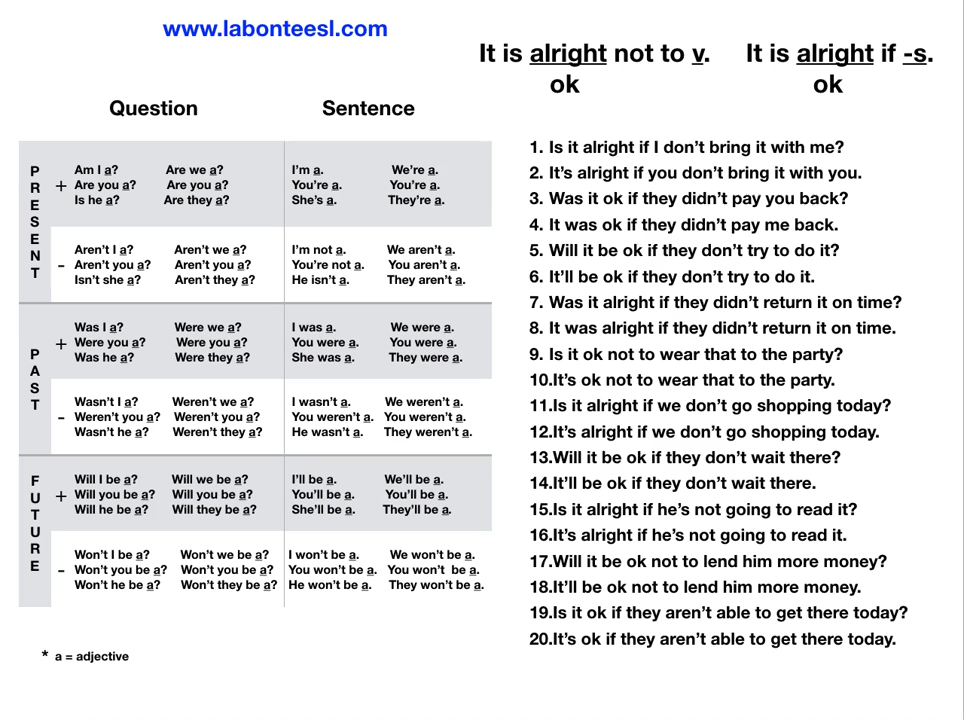 www.labonteesl.com
It is alright not to v. It is alright if -s.
ok ok
Question Sentence
PRESENT
+ Am I a? Are we a? I'm a. We're a.
Are you a? Are you a? You're a. You're a.
Is he a? Are they a? She's a. They're a.
- Aren't I a? Aren't we a? I'm not a. We aren't a.
Aren't you a? Aren't you a? You're not a. You aren't a.
Isn't she a? Aren't they a? He isn't a. They aren't a.
PAST
+ Was I a? Were we a? I was a. We were a.
Were you a? Were you a? You were a. You were a.
Was he a? Were they a? She was a. They were a.
- Wasn't I a? Weren't we a? I wasn't a. We weren't a.
Weren't you a? Weren't you a? You weren't a. You weren't a.
Wasn't he a? Weren't they a? He wasn't a. They weren't a.
FUTURE
+ Will I be a? Will we be a? I'll be a. We'll be a.
Will you be a? Will you be a? You'll be a. You'll be a.
Will he be a? Will they be a? She'll be a. They'll be a.
- Won't I be a? Won't we be a? I won't be a. We won't be a.
Won't you be a? Won't you be a? You won't be a. You won't be a.
Won't he be a? Won't they be a? He won't be a. They won't be a.
* a = adjective
1. Is it alright if I don't bring it with me?
2. It's alright if you don't bring it with you.
3. Was it ok if they didn't pay you back?
4. It was ok if they didn't pay me back.
5. Will it be ok if they don't try to do it?
6. It'll be ok if they don't try to do it.
7. Was it alright if they didn't return it on time?
8. It was alright if they didn't return it on time.
9. Is it ok not to wear that to the party?
10.It's ok not to wear that to the party.
11.Is it alright if we don't go shopping today?
12.It's alright if we don't go shopping today.
13.Will it be ok if they don't wait there?
14.It'll be ok if they don't wait there.
15.Is it alright if he's not going to read it?
16.It's alright if he's not going to read it.
17.Will it be ok not to lend him more money?
18.It'll be ok not to lend him more money.
19.Is it ok if they aren't able to get there today?
20.It's ok if they aren't able to get there today.